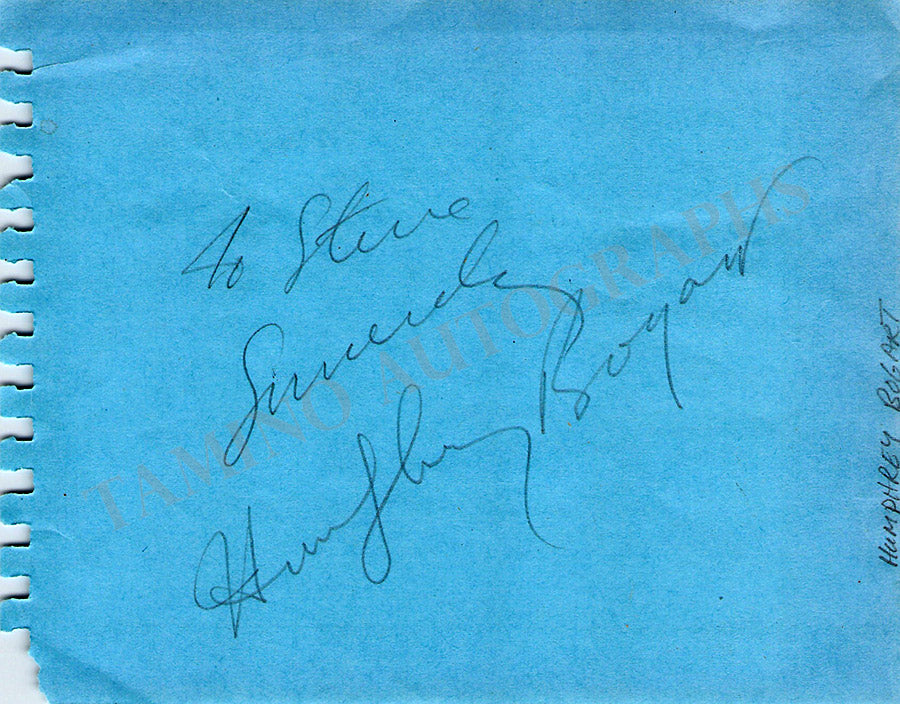 To Steve
Sincerely
Humphrey Bogart
TAMINO AUTOGRAPHS
HUMPHREY BOGART